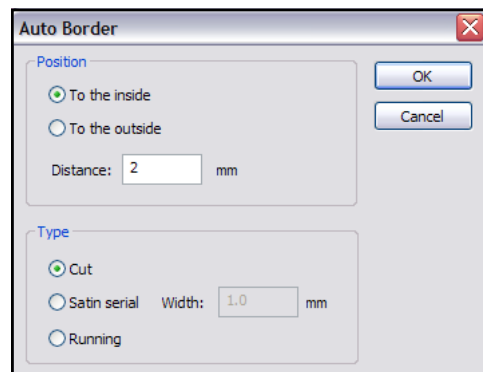 Auto Border
Position
To the inside
To the outside
Distance: 2 mm
OK
Cancel
Type
Cut
Satin serial Width: 1.0 mm
Running